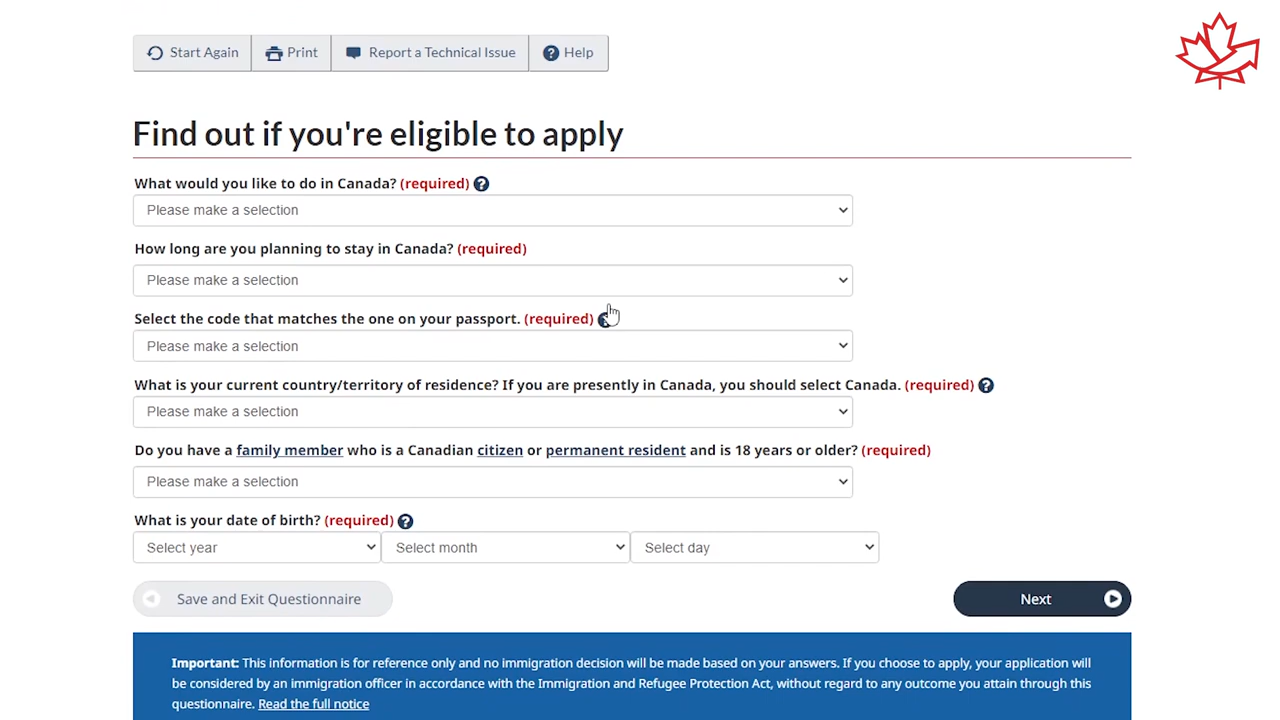 Start Again
Print
Report a Technical Issue
Help
Find out if you're eligible to apply
What would you like to do in Canada? (required)
Please make a selection
How long are you planning to stay in Canada? (required)
Please make a selection
Select the code that matches the one on your passport. (required)
Please make a selection
What is your current country/territory of residence? If you are presently in Canada, you should select Canada. (required)
Please make a selection
Do you have a family member who is a Canadian citizen or permanent resident and is 18 years or older? (required)
Please make a selection
What is your date of birth? (required)
Select year
Select month
Select day
Save and Exit Questionnaire
Next
Important: This information is for reference only and no immigration decision will be made based on your answers. If you choose to apply, your application will
be considered by an immigration officer in accordance with the Immigration and Refugee Protection Act, without regard to any outcome you attain through this
questionnaire. Read the full notice